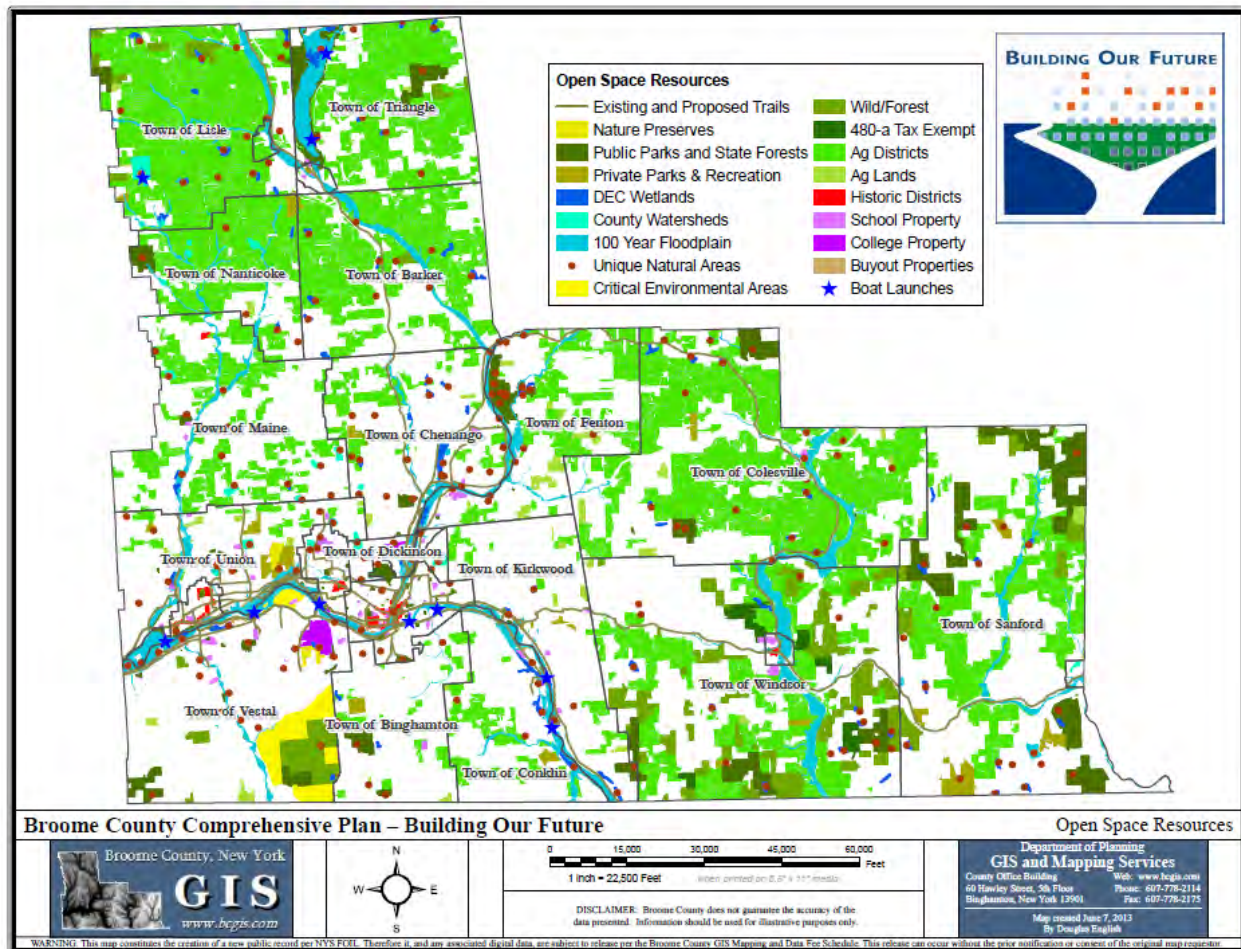 BUILDING OUR FUTURE
Open Space Resources
Existing and Proposed Trails
Nature Preserves
Public Parks and State Forests
Private Parks & Recreation
DEC Wetlands
County Watersheds
100 Year Floodplain
Unique Natural Areas
Critical Environmental Areas
Wild/Forest
480-a Tax Exempt
Ag Districts
Ag Lands
Historic Districts
School Property
College Property
Buyout Properties
Boat Launches
Town of Triangle
Town of Lisle
Town of Nanticoke
Town of Barker
Town of Maine
Town of Chenango
Town of Fenton
Town of Colesville
Town of Union
Town of Dickinson
Town of Kirkwood
Town of Sanford
Town of Vestal
Town of Binghamton
Town of Windsor
Town of Conklin
Broome County Comprehensive Plan – Building Our Future
Open Space Resources
Broome County, New York
GIS
www.bcgis.com
N
W E
S
0 15,000 30,000 45,000 60,000
Feet
1 inch = 22,500 Feet when printed on 8.5" x 11" media
DISCLAIMER: Broome County does not guarantee the accuracy of the
data presented. Information should be used for illustrative purposes only.
Department of Planning
GIS and Mapping Services
County Office Building Web: www.bcgis.com
60 Hawley Street, 5th Floor Phone: 607-778-2114
Binghamton, New York 13901 Fax: 607-778-2175
Map created June 7, 2013
By Douglas English
WARNING: This map constitutes the creation of a new public record per NYS FOIL. Therefore it, and any associated digital data, are subject to release per the Broome County GIS Mapping and Data Fee Schedule. This release can occur without the prior notification or consent of the original map requestor.